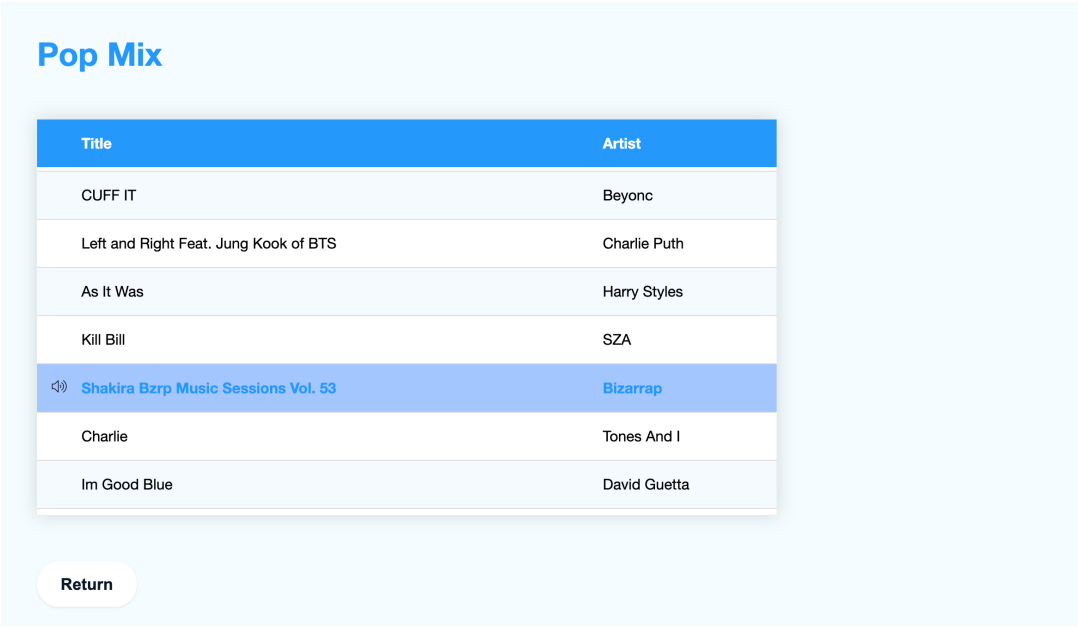 Pop Mix
Title Artist
CUFF IT Beyonc
Left and Right Feat. Jung Kook of BTS Charlie Puth
As It Was Harry Styles
Kill Bill SZA
Shakira Bzrp Music Sessions Vol. 53 Bizarrap
Charlie Tones And I
Im Good Blue David Guetta
Return